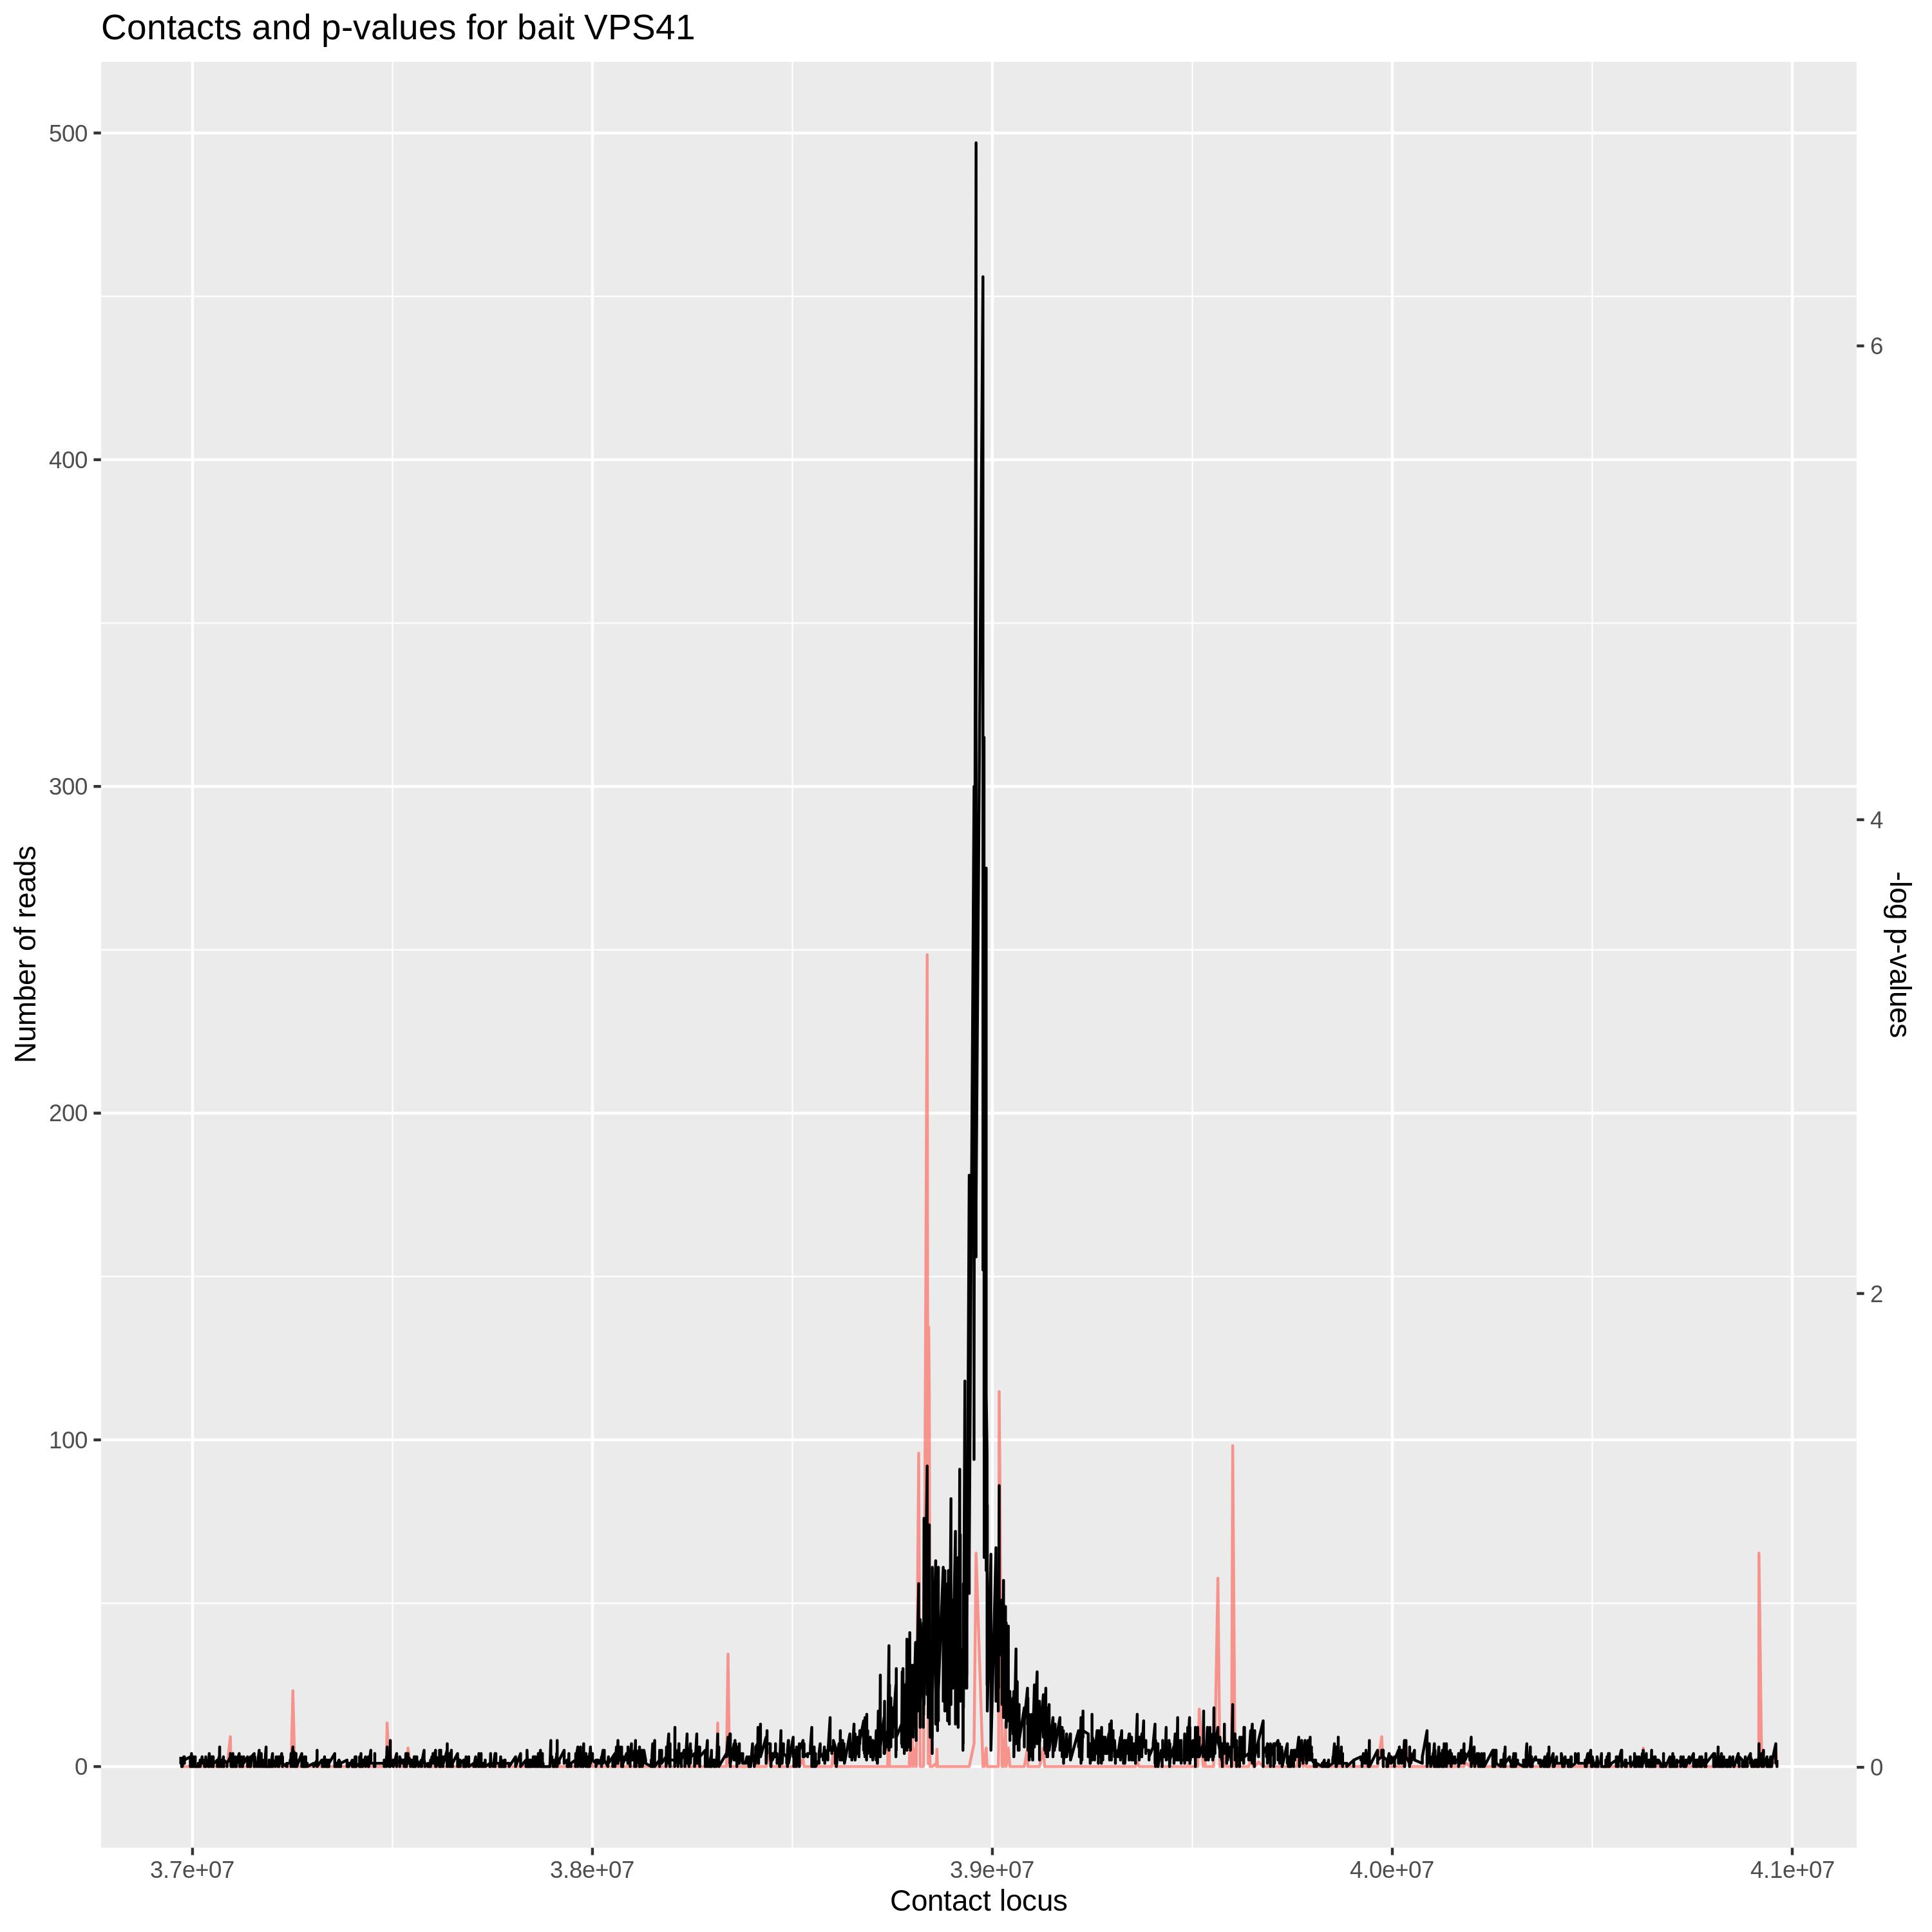 Contacts and p-values for bait VPS41
500
400
300
200
100
0
Number of reads
6
4
2
0
-log p-values
3.7e+07 3.8e+07 3.9e+07 4.0e+07 4.1e+07
Contact locus